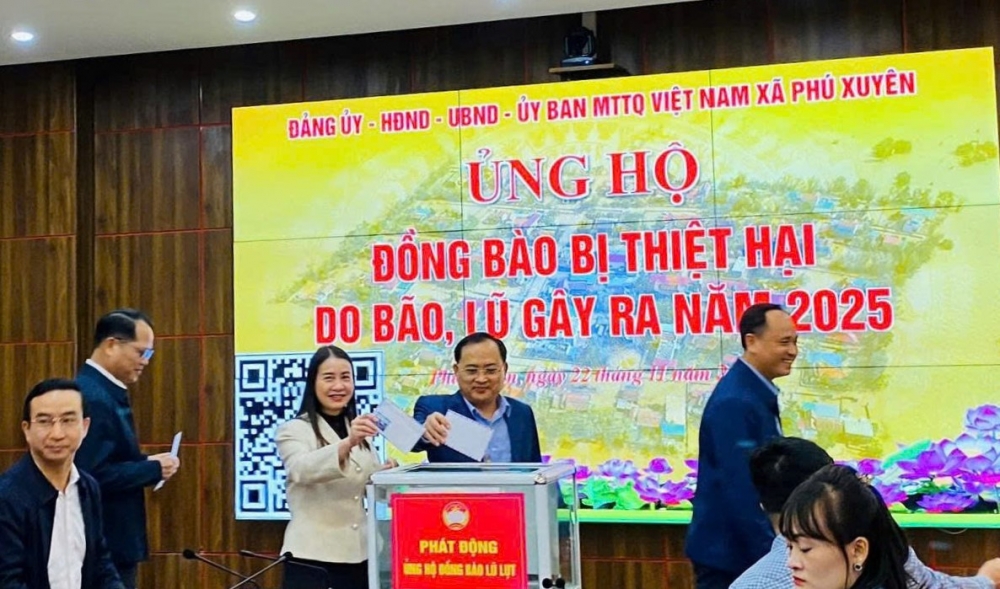 ĐẢNG ỦY - HĐND - UBND - ỦY BAN MTTQ VIỆT NAM XÃ PHÚ XUYÊN
ỦNG HỘ
ĐỒNG BÀO BỊ THIỆT HẠI
DO BÃO, LŨ GÂY RA NĂM 2025
ngày 22 tháng 11 năm
PHÁT ĐỘNG
ỦNG HỘ ĐỒNG BÀO LŨ LỤT